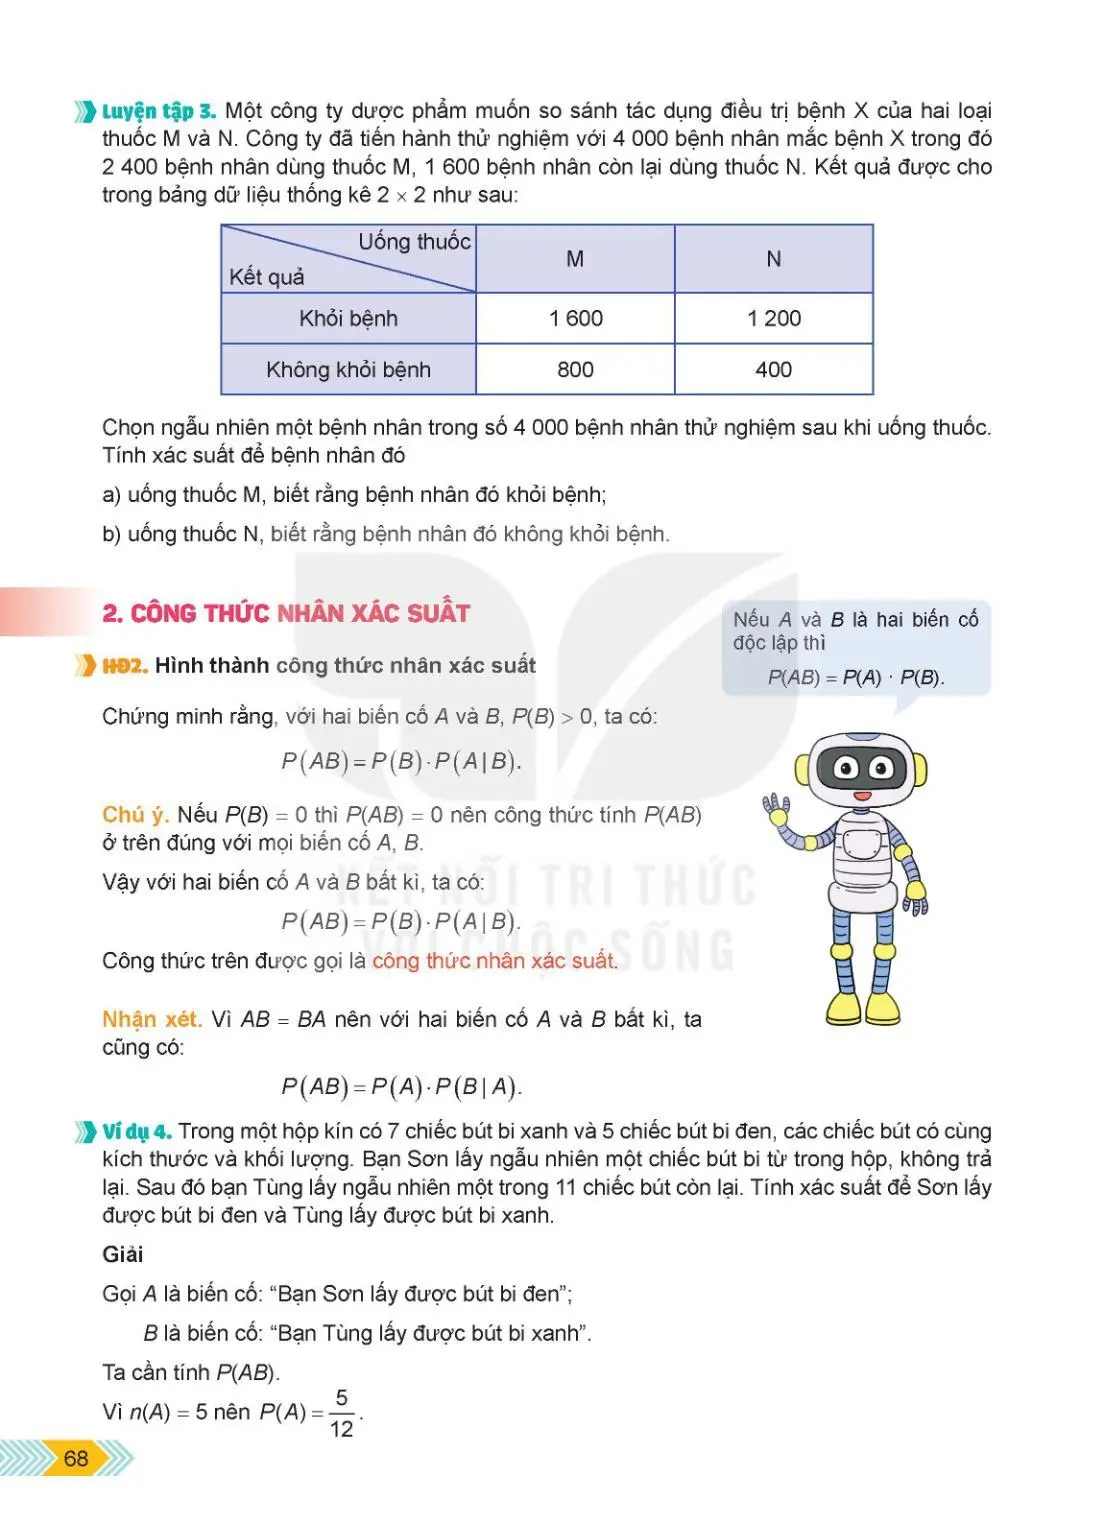 Luyện tập 3. Một công ty dược phẩm muốn so sánh tác dụng điều trị bệnh X của hai loại
thuốc M và N. Công ty đã tiến hành thử nghiệm với 4 000 bệnh nhân mắc bệnh X trong đó
2 400 bệnh nhân dùng thuốc M, 1 600 bệnh nhân còn lại dùng thuốc N. Kết quả được cho
trong bảng dữ liệu thống kê 2 × 2 như sau:
Uống thuốc
Kết quả
M
N
Khỏi bệnh
1 600
1 200
Không khỏi bệnh
800
400
Chọn ngẫu nhiên một bệnh nhân trong số 4 000 bệnh nhân thử nghiệm sau khi uống thuốc.
Tính xác suất để bệnh nhân đó
a) uống thuốc M, biết rằng bệnh nhân đó khỏi bệnh;
b) uống thuốc N, biết rằng bệnh nhân đó không khỏi bệnh.
2. CÔNG THỨC NHÂN XÁC SUẤT
HĐ2. Hình thành công thức nhân xác suất
Nếu A và B là hai biến cố
độc lập thì
P(AB) = P(A) · P(B).
Chứng minh rằng, với hai biến cố A và B, P(B) > 0, ta có:
P(AB) = P(B) · P(A | B).
Chú ý. Nếu P(B) = 0 thì P(AB) = 0 nên công thức tính P(AB)
ở trên đúng với mọi biến cố A, B.
Vậy với hai biến cố A và B bất kì, ta có:
P(AB) = P(B) · P(A | B).
Công thức trên được gọi là công thức nhân xác suất.
KẾT NỐI TRI THỨC
VỚI CUỘC SỐNG
Nhận xét. Vì AB = BA nên với hai biến cố A và B bất kì, ta
cũng có:
P(AB) = P(A) · P(B | A).
Ví dụ 4. Trong một hộp kín có 7 chiếc bút bi xanh và 5 chiếc bút bi đen, các chiếc bút có cùng
kích thước và khối lượng. Bạn Sơn lấy ngẫu nhiên một chiếc bút bi từ trong hộp, không trả
lại. Sau đó bạn Tùng lấy ngẫu nhiên một trong 11 chiếc bút còn lại. Tính xác suất để Sơn lấy
được bút bi đen và Tùng lấy được bút bi xanh.
Giải
Gọi A là biến cố: “Bạn Sơn lấy được bút bi đen”;
B là biến cố: “Bạn Tùng lấy được bút bi xanh”.
Ta cần tính P(AB).
Vì n(A) = 5 nên P(A) = 5/12.
68